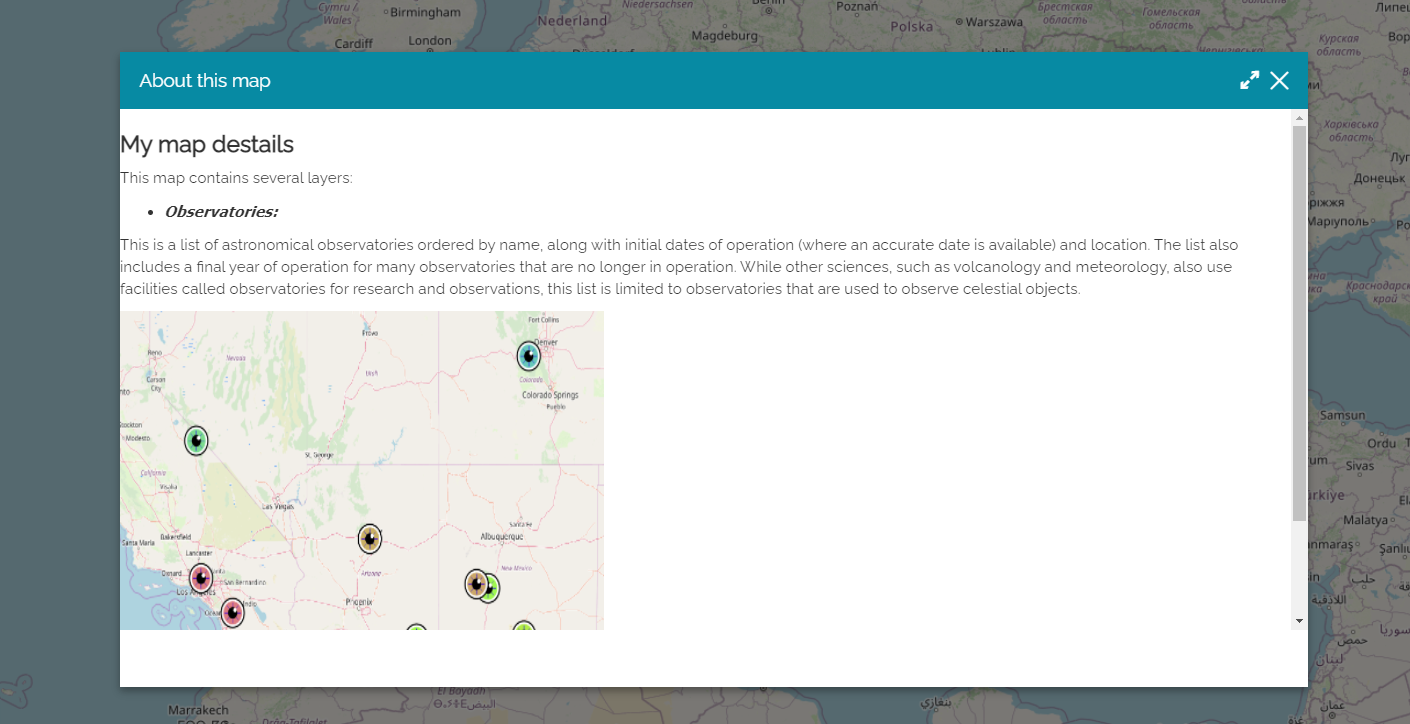 Cymru /
Wales
Birmingham
Cardiff
London
Nederland
Niedersachsen
Berlin
Magdeburg
Poznań
Polska
Warszawa
Брестская
область
Гомельская
область
Курская
область
About this map
My map destails
This map contains several layers:
• Observatories:
This is a list of astronomical observatories ordered by name, along with initial dates of operation (where an accurate date is available) and location. The list also
includes a final year of operation for many observatories that are no longer in operation. While other sciences, such as volcanology and meteorology, also use
facilities called observatories for research and observations, this list is limited to observatories that are used to observe celestial objects.
Fort Collins
Provo
Reno
Nevada
Denver
Utah
Carson
City
Colorado
Colorado Springs
Pueblo
Stockton
Modesto
St. George
California
Visalia
Las Vegas
Santa Fe
Albuquerque
Santa Maria
Bakersfield
Lancaster
Arizona
New Mexico
Oxnard
San Bernardino
Los Angeles
Indio
Phoenix
Харківська
область
Донецьк
Маріуполь
Краснодарский
край
Samsun
Ordu
Sivas
Malatya
حلب
اللاذقية
حمص
سوريا
لبنان
عمان
غزة
بنغازي
El Bayadh
البيض
Marrakech
Drâa-Tafilalet